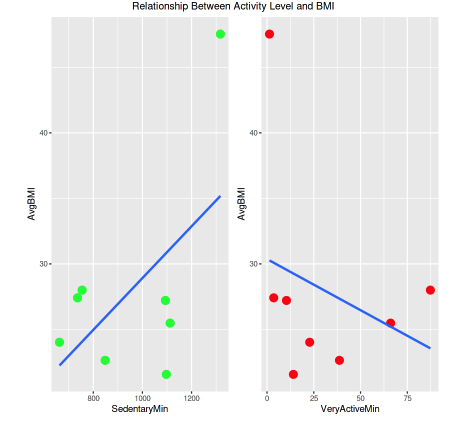 Relationship Between Activity Level and BMI
AvgBMI
40
30
800 1000 1200
SedentaryMin
AvgBMI
40
30
0 25 50 75
VeryActiveMin